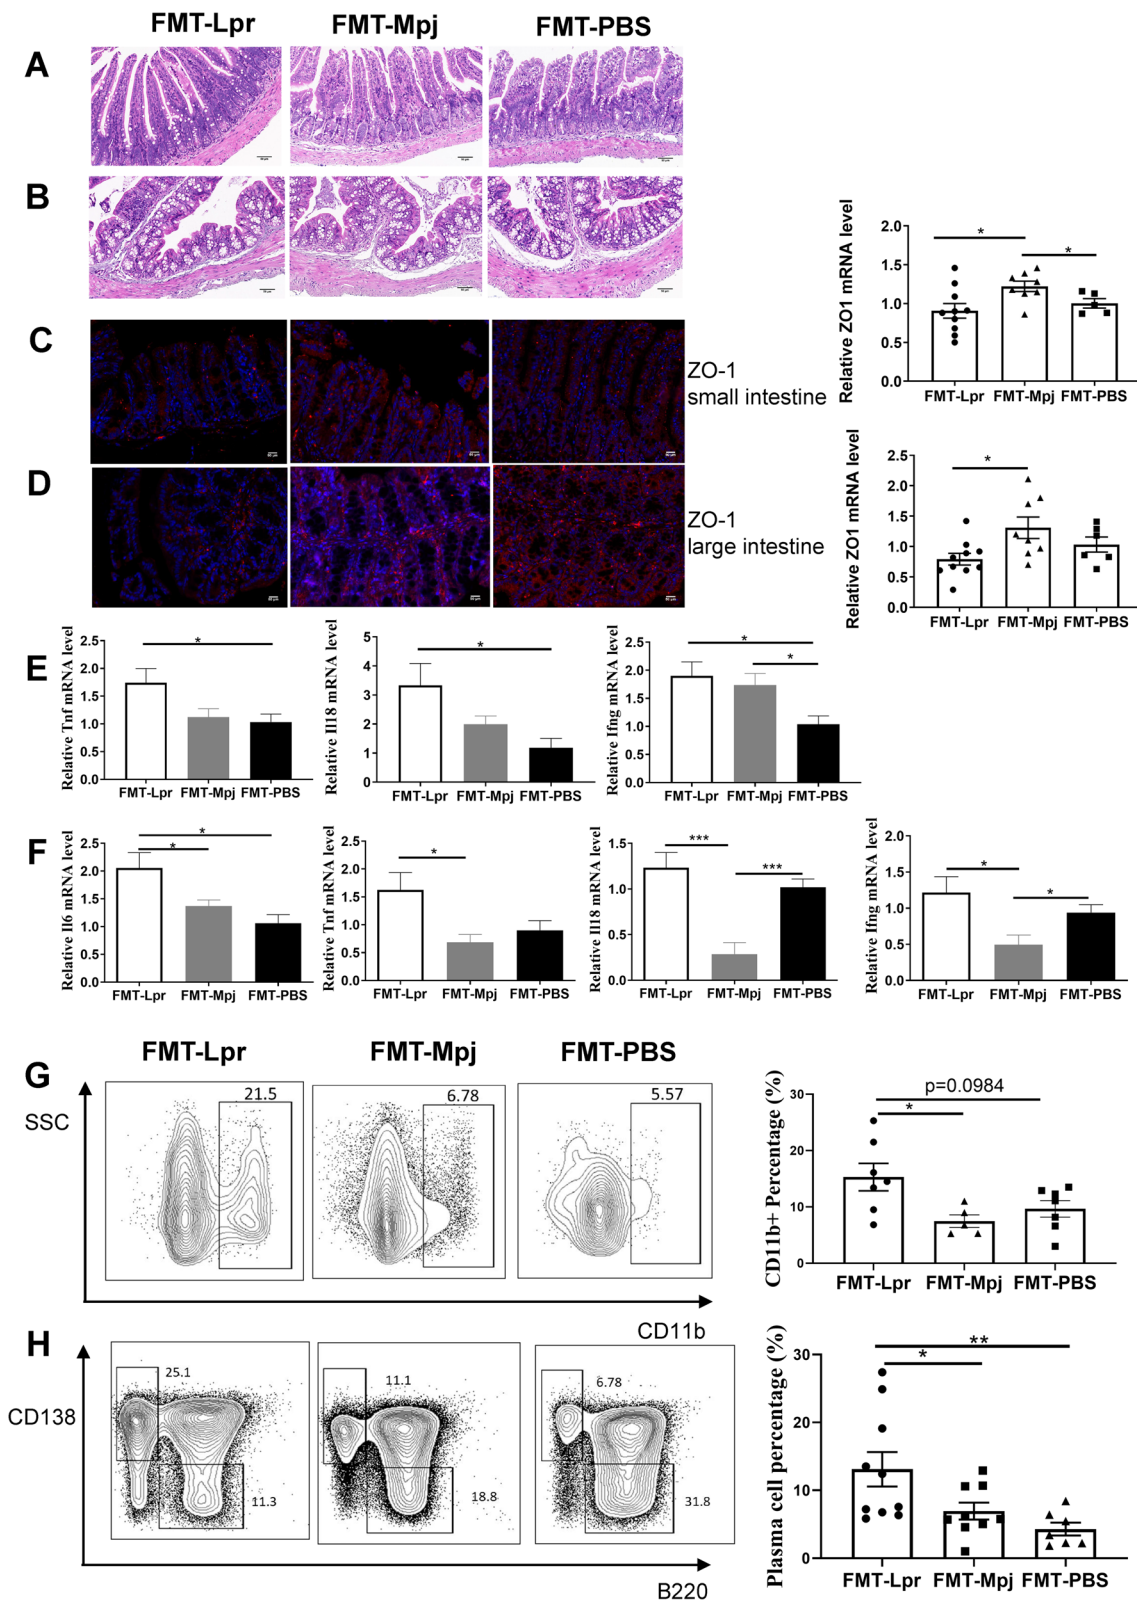 FMT-Lpr FMT-Mpj FMT-PBS
A
B
C
ZO-1
small intestine
D
ZO-1
large intestine
Relative ZO1 mRNA level
2.0
1.5
1.0
0.5
0.0
*
*
FMT-Lpr FMT-Mpj FMT-PBS
Relative ZO1 mRNA level
2.5
2.0
1.5
1.0
0.5
0.0
*
FMT-Lpr FMT-Mpj FMT-PBS
E
Relative Tnf mRNA level
2.5
2.0
1.5
1.0
0.5
0.0
*
FMT-Lpr FMT-Mpj FMT-PBS
Relative Il18 mRNA level
5
4
3
2
1
0
*
FMT-Lpr FMT-Mpj FMT-PBS
Relative Ifng mRNA level
2.5
2.0
1.5
1.0
0.5
0.0
*
*
FMT-Lpr FMT-Mpj FMT-PBS
F
Relative Il6 mRNA level
2.5
2.0
1.5
1.0
0.5
0.0
*
*
FMT-Lpr FMT-Mpj FMT-PBS
Relative Tnf mRNA level
2.5
2.0
1.5
1.0
0.5
0.0
*
FMT-Lpr FMT-Mpj FMT-PBS
Relative Il18 mRNA level
1.5
1.0
0.5
0.0
***
***
FMT-Lpr FMT-Mpj FMT-PBS
Relative Ifng mRNA level
2.0
1.5
1.0
0.5
0.0
*
*
FMT-Lpr FMT-Mpj FMT-PBS
G
FMT-Lpr FMT-Mpj FMT-PBS
SSC
21.5
6.78
5.57
CD11b
CD11b+ Percentage (%)
30
20
10
0
p=0.0984
*
FMT-Lpr FMT-Mpj FMT-PBS
H
CD138
25.1
11.3
11.1
18.8
6.78
31.8
B220
Plasma cell percentage (%)
30
20
10
0
**
*
FMT-Lpr FMT-Mpj FMT-PBS